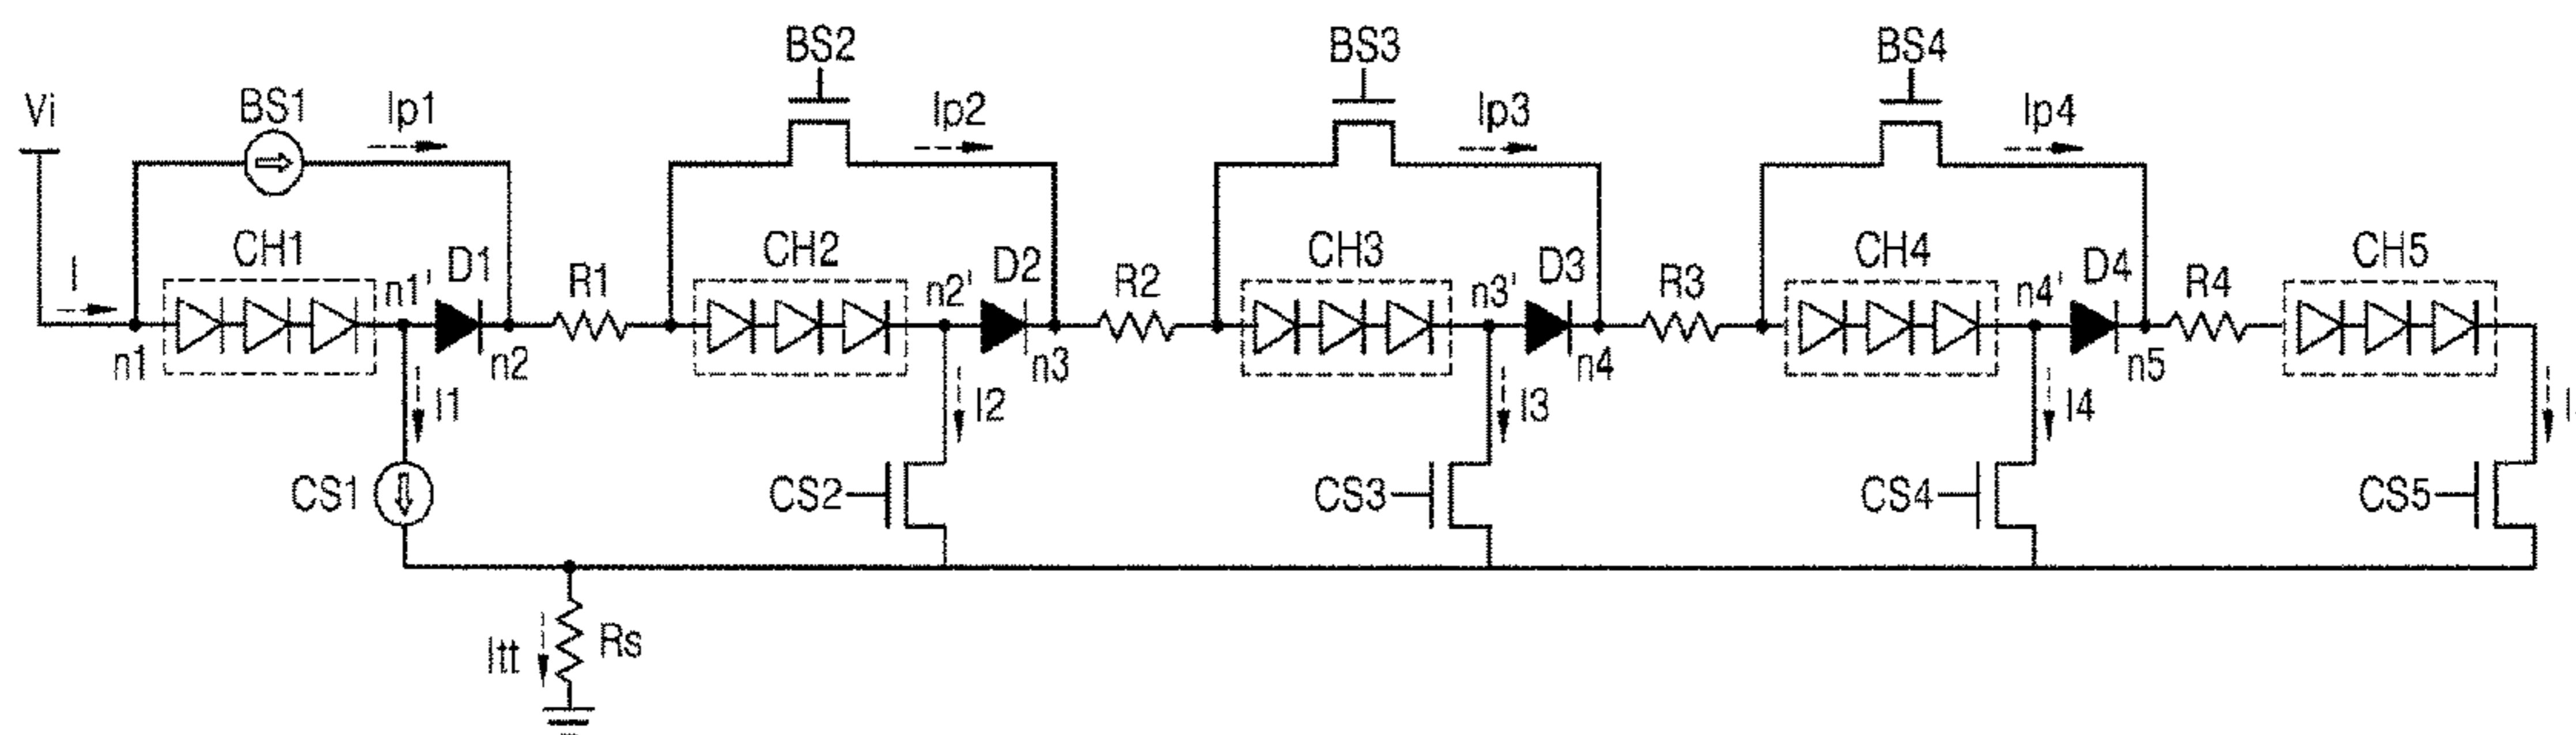 BS2 BS3 BS4
Vi BS1 Ip1 Ip2 Ip3 Ip4
I CH1 D1 R1 CH2 D2 R2 CH3 D3 R3 CH4 D4 R4 CH5
n1' n2' n3' n4'
n1 n2 n3 n4 n5
I1 I2 I3 I4 I
CS1 CS2 CS3 CS4 CS5
Itt Rs